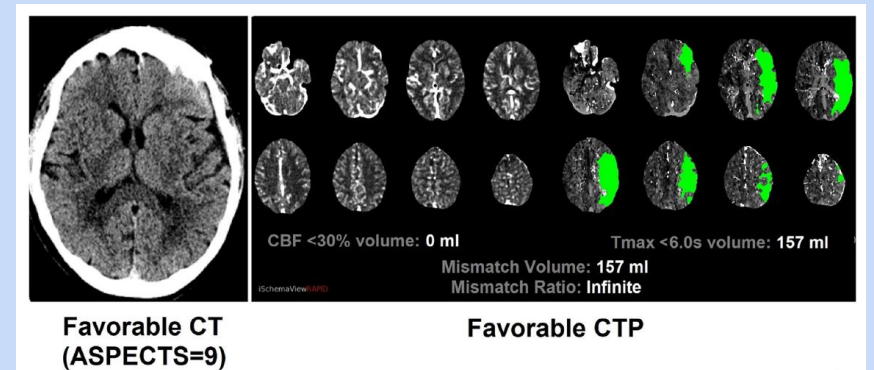 CBF <30% volume: 0 ml
Tmax <6.0s volume: 157 ml
Mismatch Volume: 157 ml
Mismatch Ratio: Infinite
iSchemaViewRAPID
Favorable CT
(ASPECTS=9)
Favorable CTP